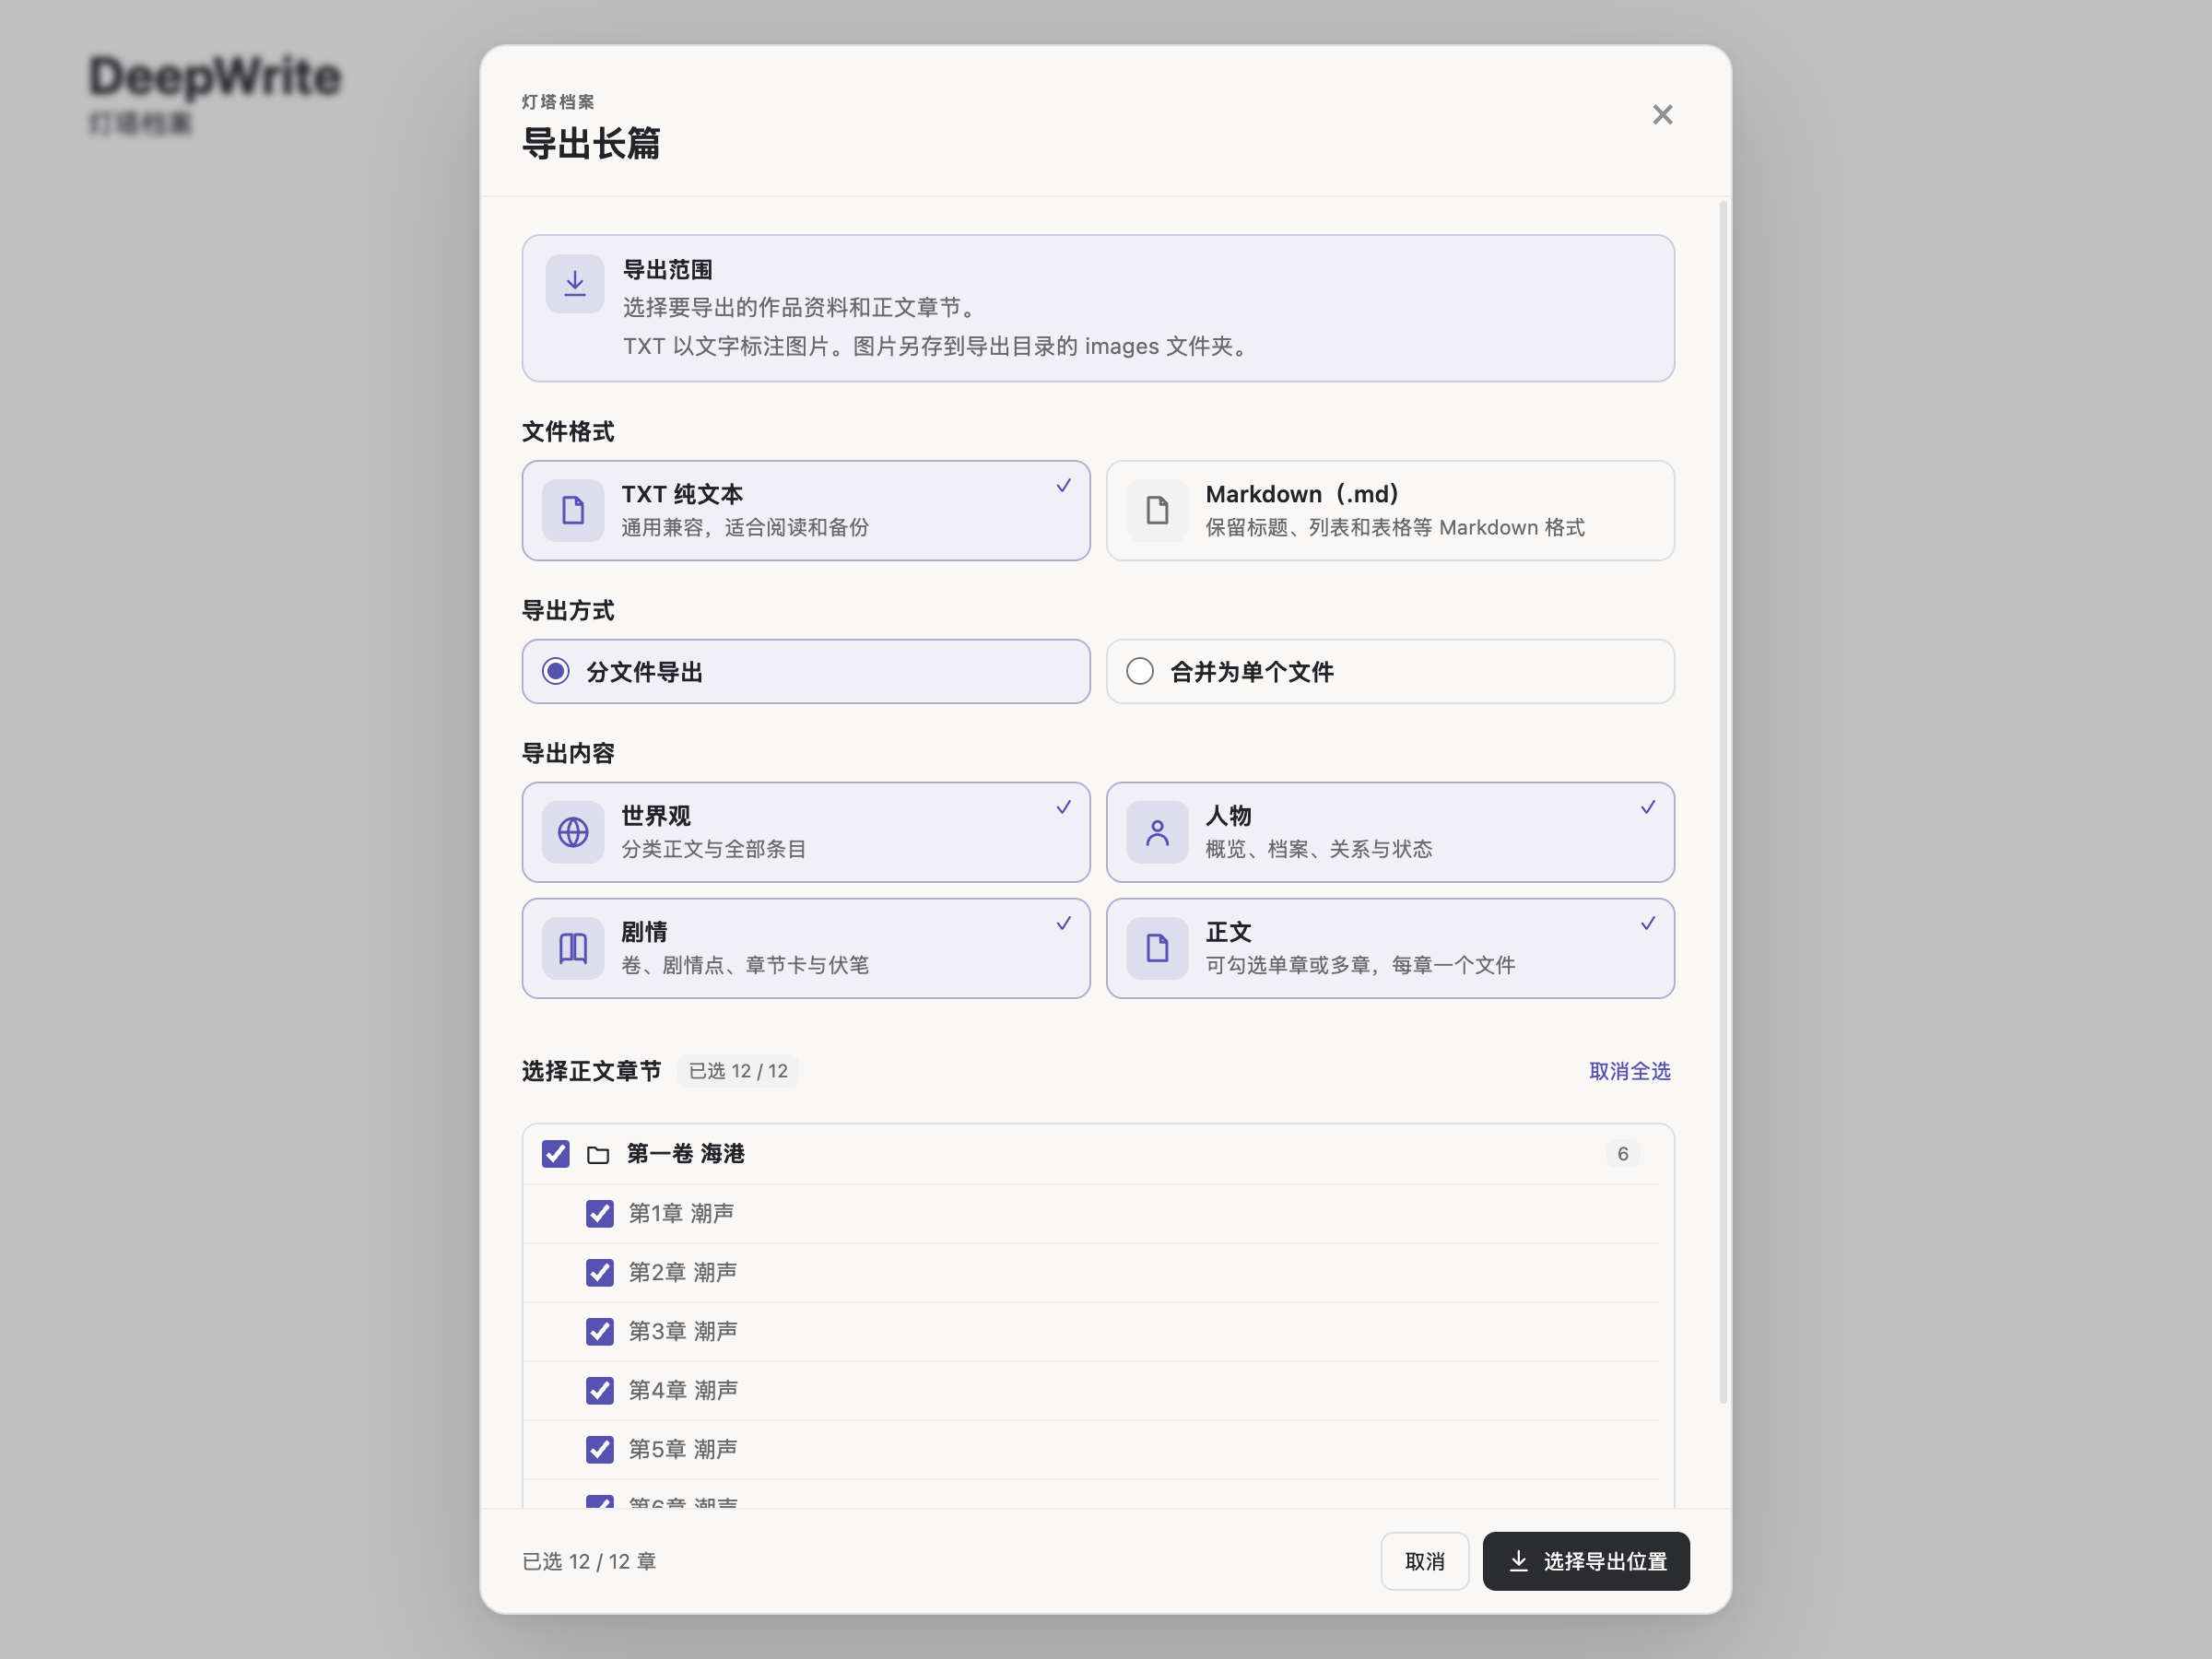 DeepWrite
灯塔档案
灯塔档案
导出长篇
导出范围
选择要导出的作品资料和正文章节。
TXT 以文字标注图片。图片另存到导出目录的 images 文件夹。
文件格式
TXT 纯文本
通用兼容，适合阅读和备份
Markdown（.md）
保留标题、列表和表格等 Markdown 格式
导出方式
分文件导出
合并为单个文件
导出内容
世界观
分类正文与全部条目
人物
概览、档案、关系与状态
剧情
卷、剧情点、章节卡与伏笔
正文
可勾选单章或多章，每章一个文件
选择正文章节
已选 12 / 12
取消全选
第一卷 海港
6
第1章 潮声
第2章 潮声
第3章 潮声
第4章 潮声
第5章 潮声
第6章 潮声
已选 12 / 12 章
取消
选择导出位置